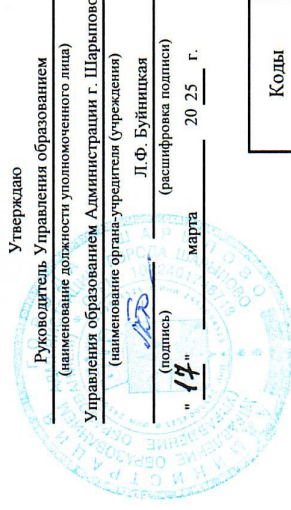 Утверждаю
Руководитель Управления образованием
(наименование должности уполномоченного лица)
Управления образованием Администрации г. Шарыпово
(наименование органа-учредителя (учреждения)
Л.Ф. Буйницкая
(подпись) (расшифровка подписи)
"17" марта 20 25 г.
Коды